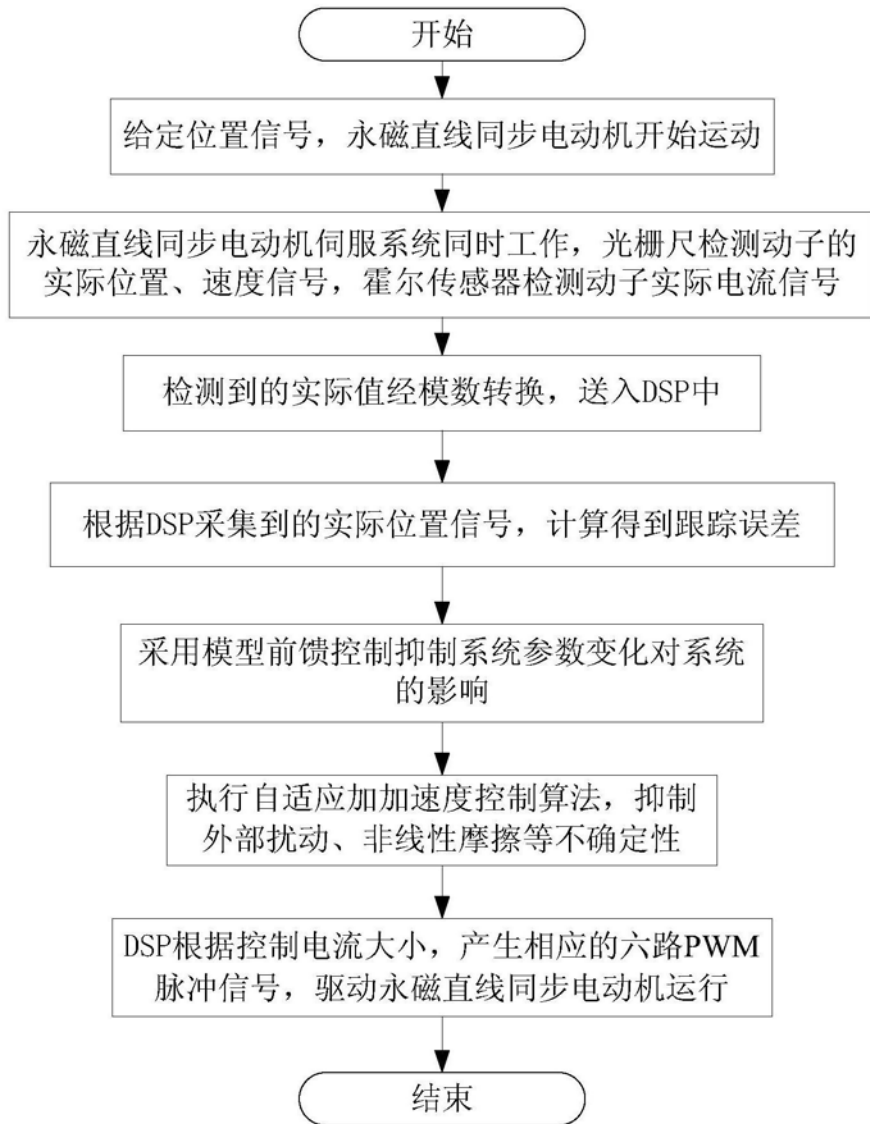 开始
给定位置信号，永磁直线同步电动机开始运动
永磁直线同步电动机伺服系统同时工作，光栅尺检测动子的
实际位置、速度信号，霍尔传感器检测动子实际电流信号
检测到的实际值经模数转换，送入DSP中
根据DSP采集到的实际位置信号，计算得到跟踪误差
采用模型前馈控制抑制系统参数变化对系统
的影响
执行自适应加加速度控制算法，抑制
外部扰动、非线性摩擦等不确定性
DSP根据控制电流大小，产生相应的六路PWM
脉冲信号，驱动永磁直线同步电动机运行
结束